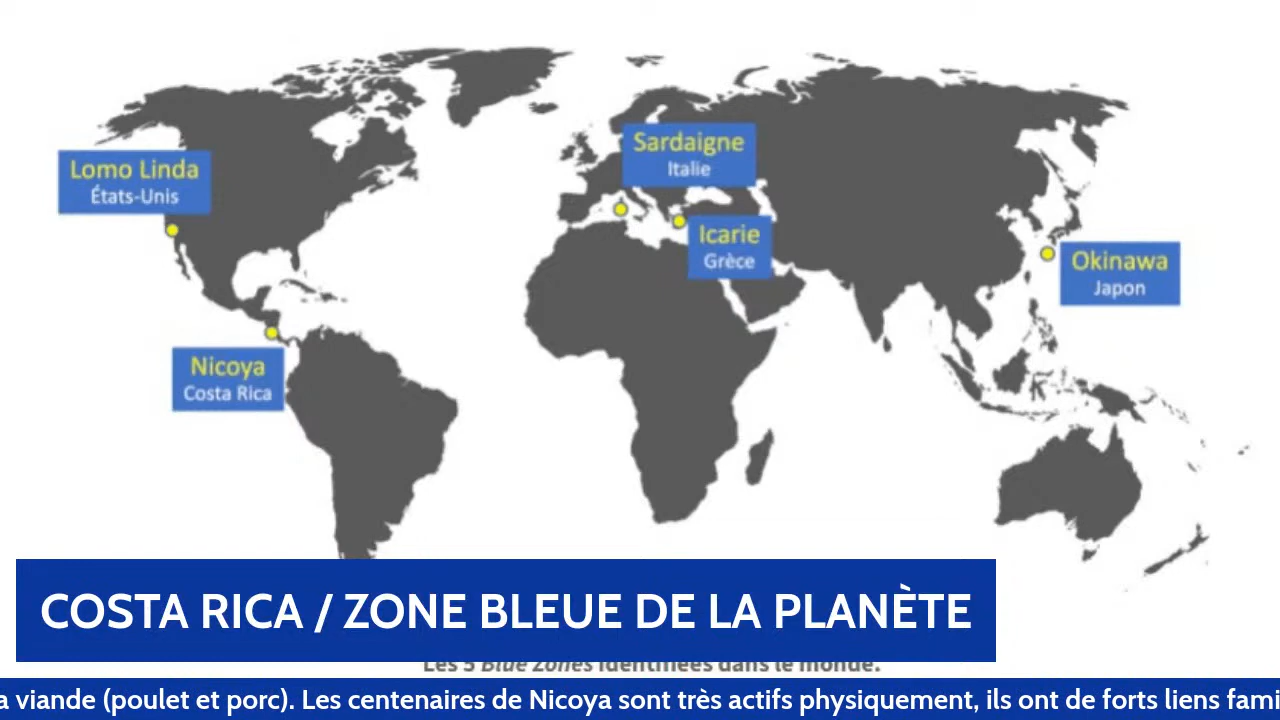 Sardaigne
Italie
Lomo Linda
États-Unis
Icarie
Grèce
Okinawa
Japon
Nicoya
Costa Rica
COSTA RICA / ZONE BLEUE DE LA PLANÈTE
Les 5 Blue Zones identifiées dans le monde.
a viande (poulet et porc). Les centenaires de Nicoya sont très actifs physiquement, ils ont de forts liens fami